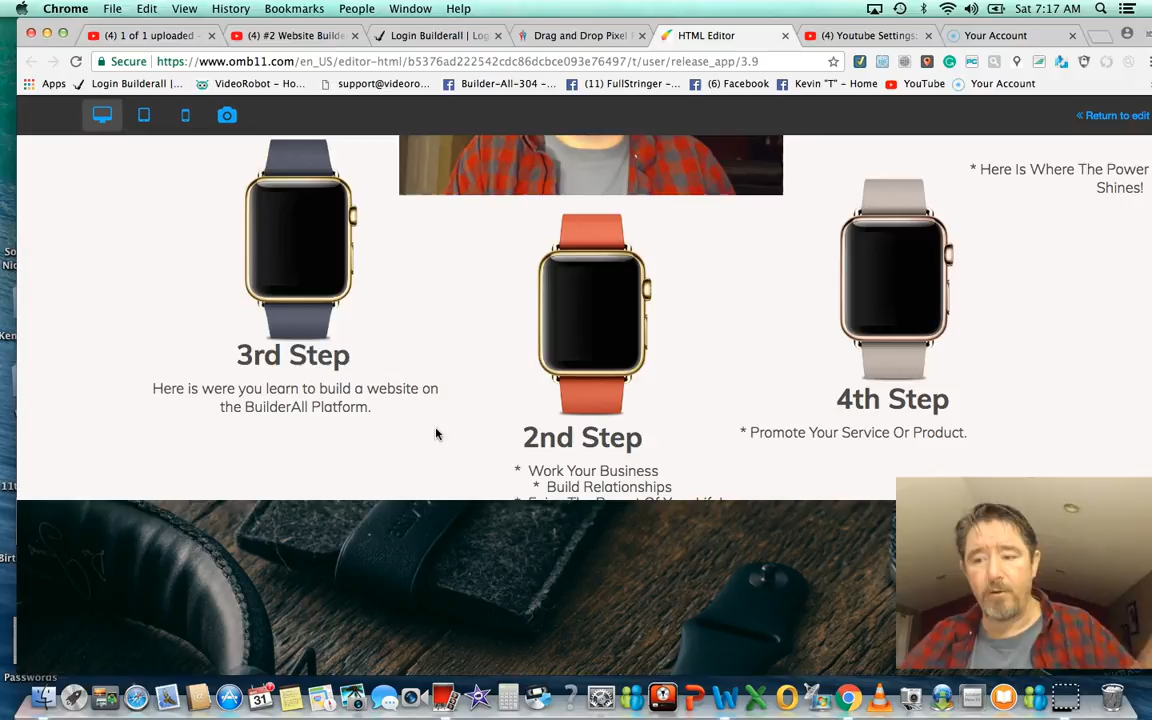 Chrome File Edit View History Bookmarks People Window Help Sat 7:17 AM
(4) 1 of 1 uploaded - (4) #2 Website Builde Login Builderall | Log Drag and Drop Pixel HTML Editor (4) Youtube Settings: Your Account
Secure https://www.omb11.com/en_US/editor-html/b5376ad222542cdc86dcbce093e76497/t/user/release_app/3.9
Apps Login Builderall |... VideoRobot – Ho... support@videoro... Builder-All-304 -... (11) FullStringer –... (6) Facebook Kevin "T" – Home YouTube Your Account
« Return to edit
* Here Is Where The Power
Shines!
3rd Step
Here is were you learn to build a website on
the BuilderAll Platform.
4th Step
* Promote Your Service Or Product.
2nd Step
* Work Your Business
* Build Relationships
Passwords